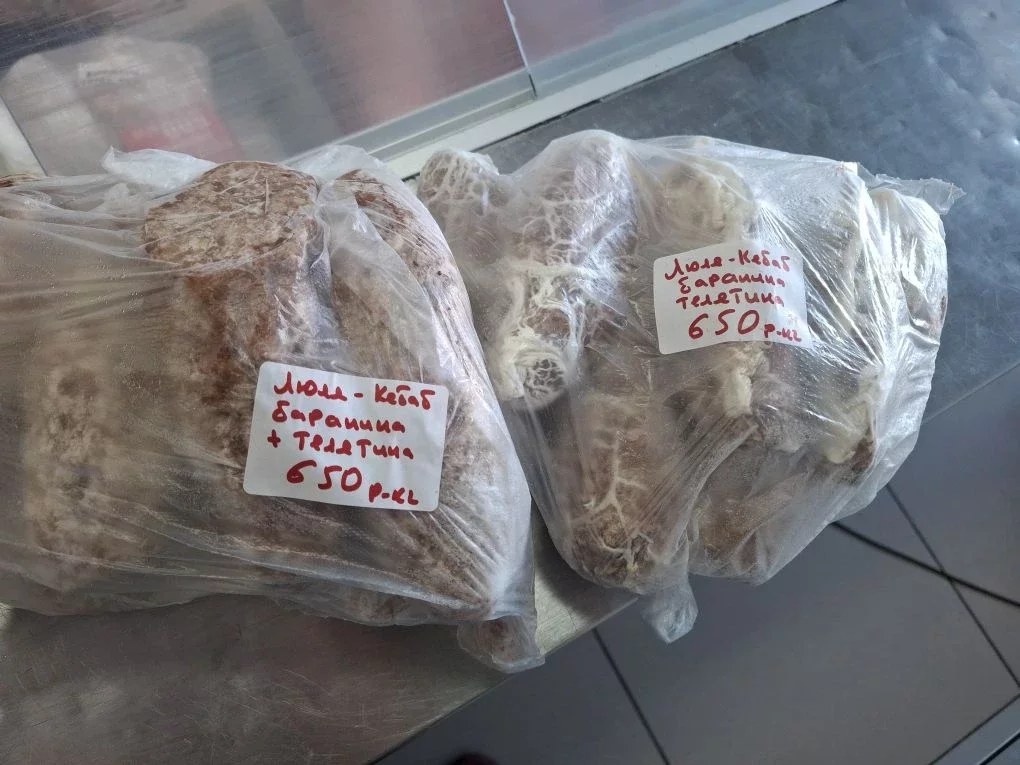 Люля-Кебаб
баранина
+ телятина
650 р-кг
Люля-Кебаб
баранина
телятина
650 р-кг